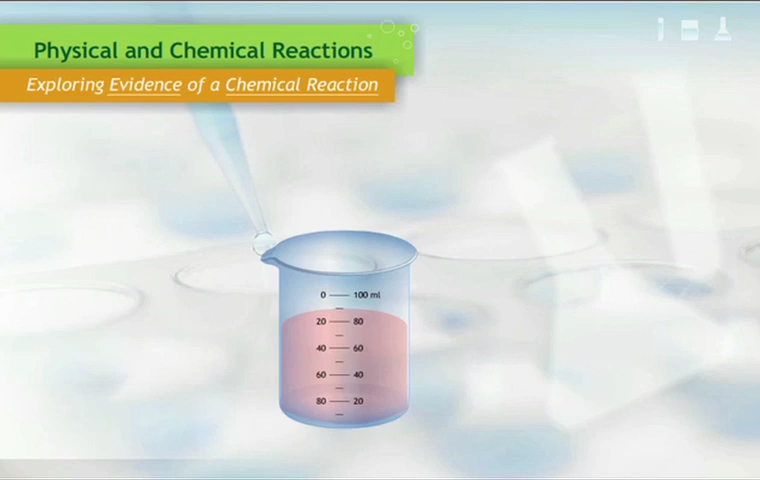 Physical and Chemical Reactions
Exploring Evidence of a Chemical Reaction
0 100 ml
20 80
40 60
60 40
80 20